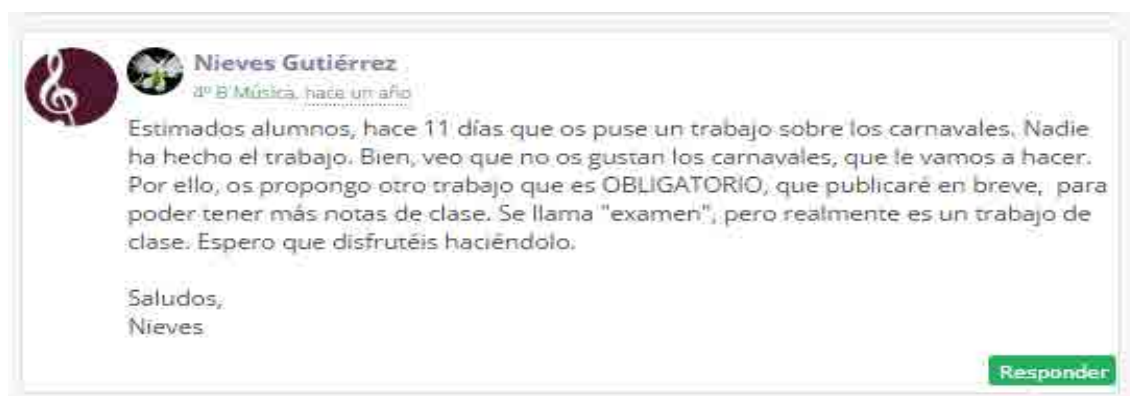 Nieves Gutiérrez
4º B Música, hace un año
Estimados alumnos, hace 11 días que os puse un trabajo sobre los carnavales. Nadie
ha hecho el trabajo. Bien, veo que no os gustan los carnavales, que le vamos a hacer.
Por ello, os propongo otro trabajo que es OBLIGATORIO, que publicaré en breve, para
poder tener más notas de clase. Se llama "examen", pero realmente es un trabajo de
clase. Espero que disfrutéis haciéndolo.
Saludos,
Nieves
Responder